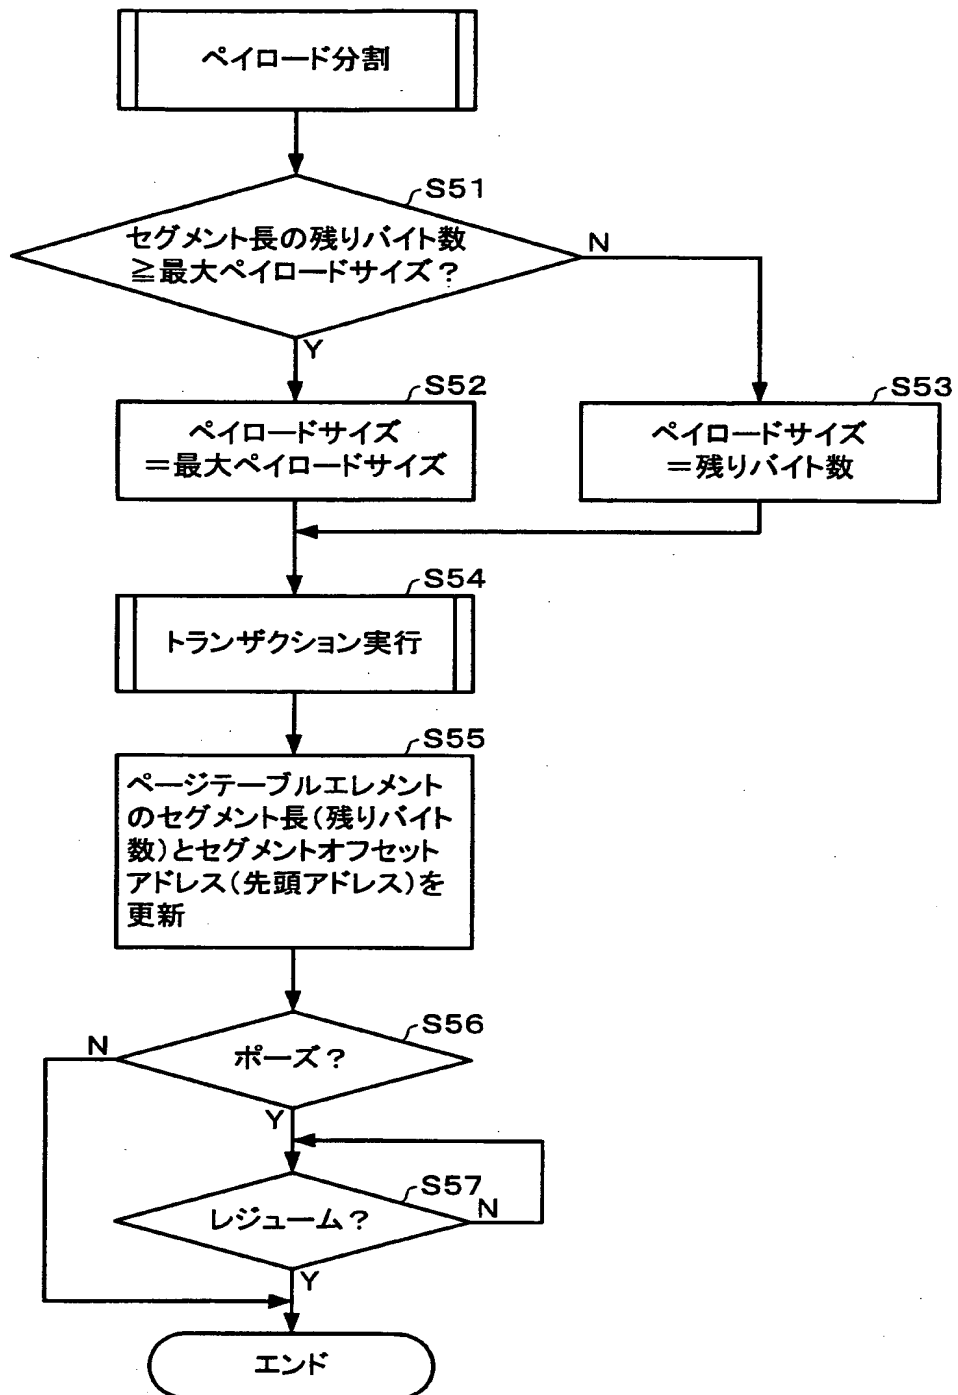 ペイロード分割
S51
セグメント長の残りバイト数
≧最大ペイロードサイズ?
N
Y
S52
ペイロードサイズ
=最大ペイロードサイズ
S53
ペイロードサイズ
=残りバイト数
S54
トランザクション実行
S55
ページテーブルエレメント
のセグメント長(残りバイト
数)とセグメントオフセット
アドレス(先頭アドレス)を
更新
S56
N
ポーズ?
Y
S57
レジューム?
N
Y
エンド